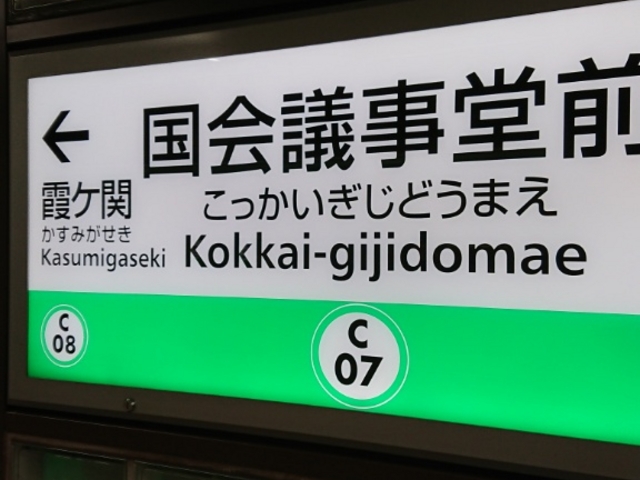 国会議事堂前
こっかいぎじどうまえ
Kokkai-gijidomae
霞ケ関
かすみがせき
Kasumigaseki
C
08
C
07